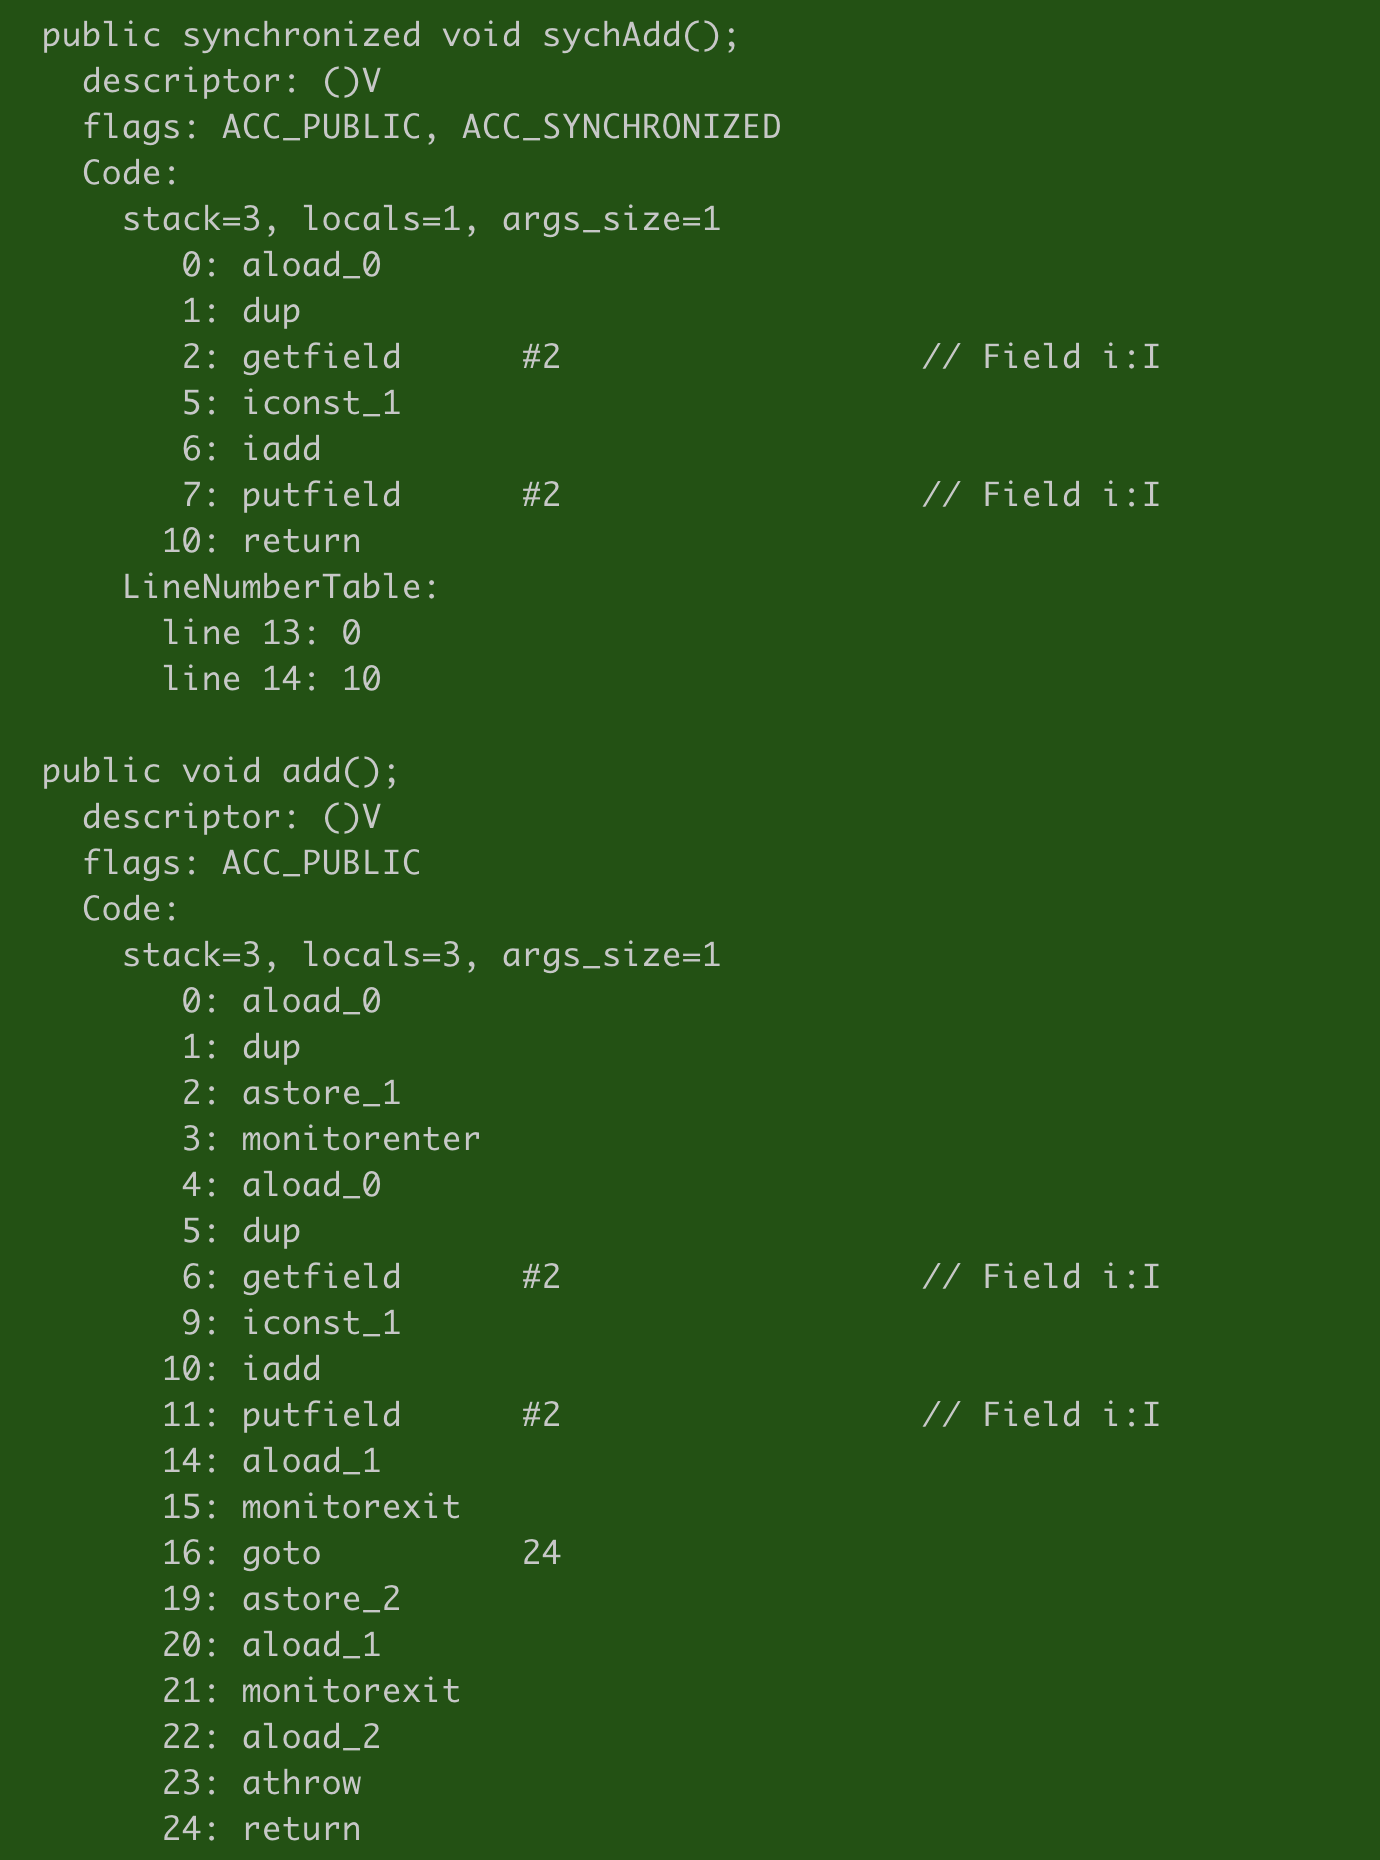 public synchronized void sychAdd();
descriptor: ()V
flags: ACC_PUBLIC, ACC_SYNCHRONIZED
Code:
stack=3, locals=1, args_size=1
0: aload_0
1: dup
2: getfield #2 // Field i:I
5: iconst_1
6: iadd
7: putfield #2 // Field i:I
10: return
LineNumberTable:
line 13: 0
line 14: 10
public void add();
descriptor: ()V
flags: ACC_PUBLIC
Code:
stack=3, locals=3, args_size=1
0: aload_0
1: dup
2: astore_1
3: monitorenter
4: aload_0
5: dup
6: getfield #2 // Field i:I
9: iconst_1
10: iadd
11: putfield #2 // Field i:I
14: aload_1
15: monitorexit
16: goto 24
19: astore_2
20: aload_1
21: monitorexit
22: aload_2
23: athrow
24: return